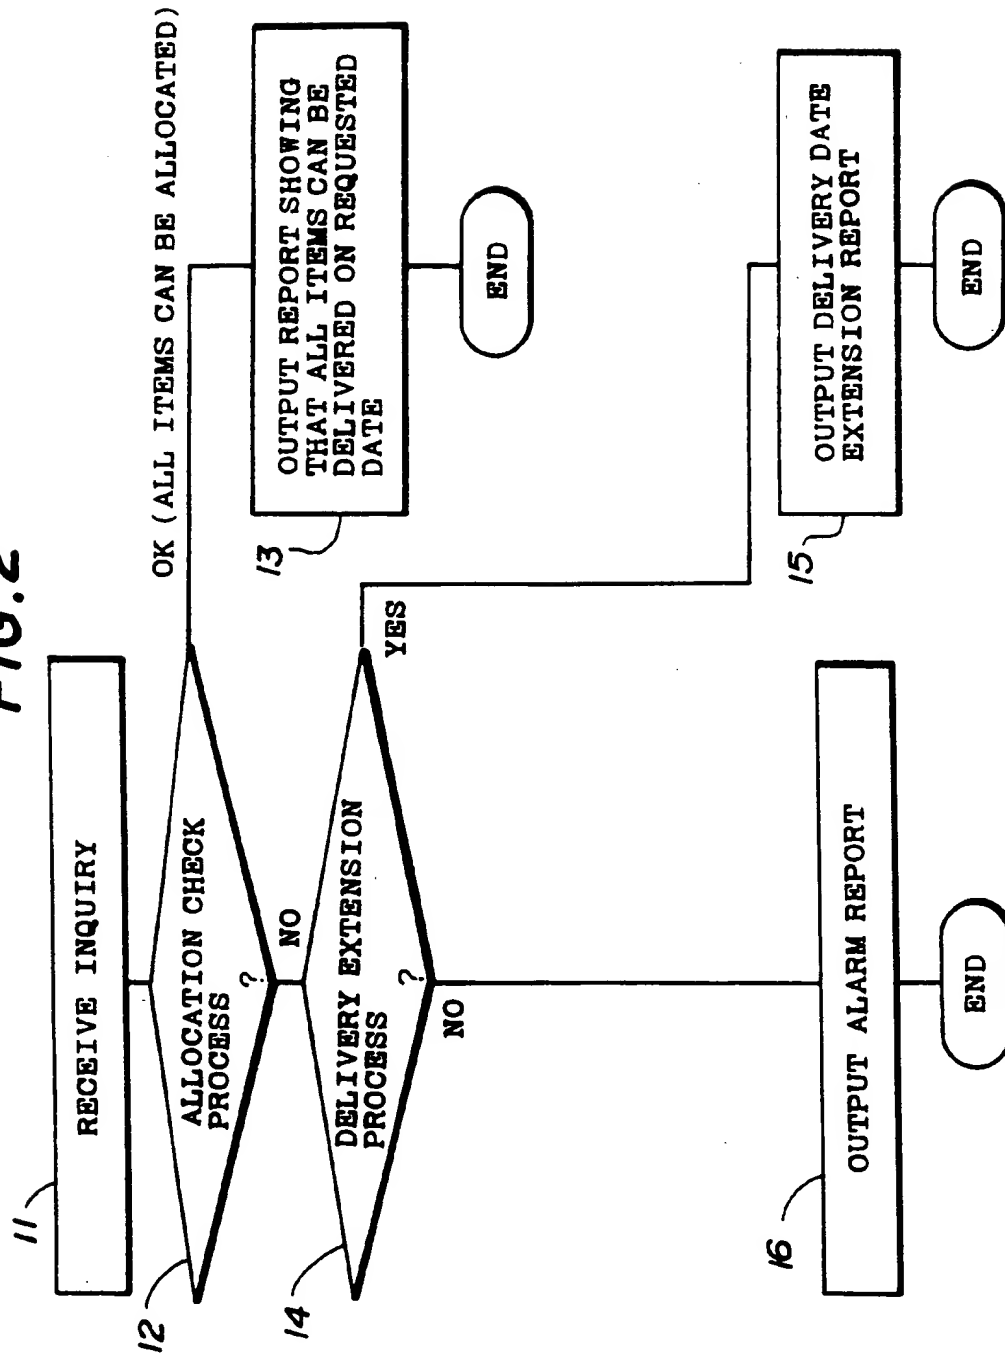 FIG. 2
11
RECEIVE INQUIRY
12
ALLOCATION CHECK
PROCESS
?
OK (ALL ITEMS CAN BE ALLOCATED)
NO
13
OUTPUT REPORT SHOWING
THAT ALL ITEMS CAN BE
DELIVERED ON REQUESTED
DATE
END
14
DELIVERY EXTENSION
PROCESS
?
YES
NO
15
OUTPUT DELIVERY DATE
EXTENSION REPORT
END
16
OUTPUT ALARM REPORT
END